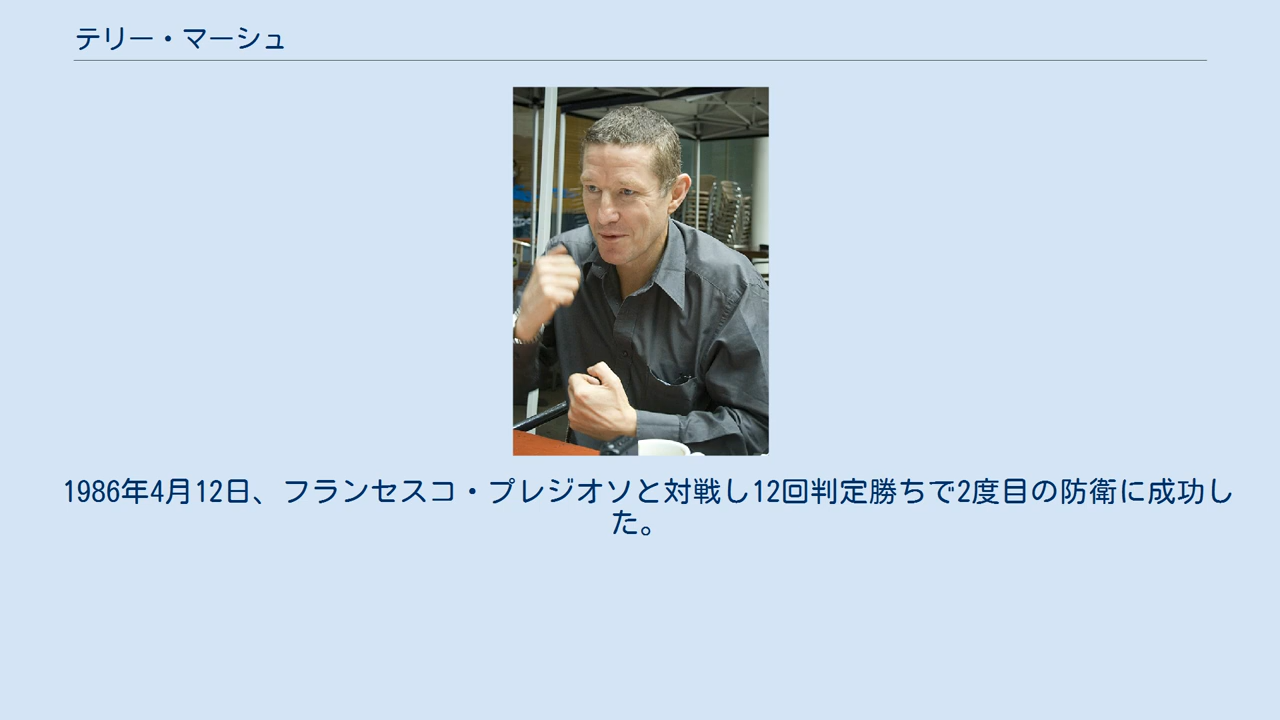 テリー・マーシュ
1986年4月12日、フランセスコ・プレジオソと対戦し12回判定勝ちで2度目の防衛に成功し
た。